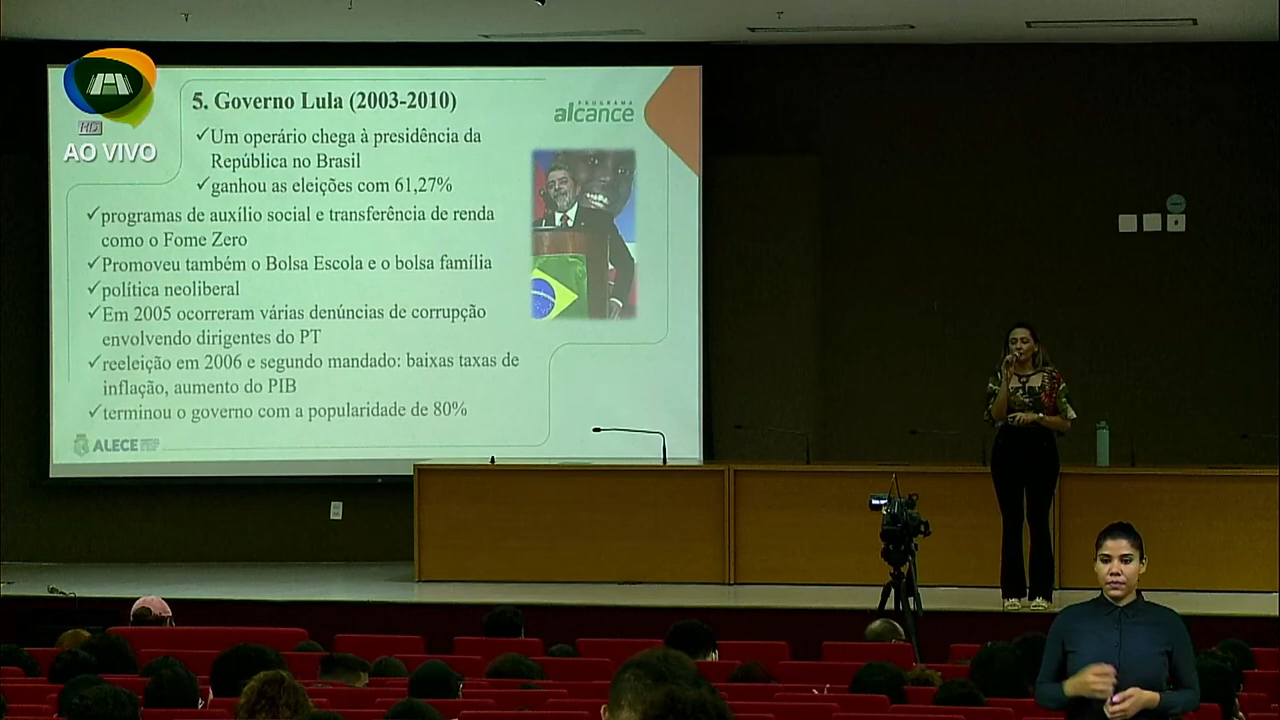 HD
AO VIVO
5. Governo Lula (2003-2010)
PROGRAMA
alcance
✓Um operário chega à presidência da
República no Brasil
✓ganhou as eleições com 61,27%
✓programas de auxílio social e transferência de renda
como o Fome Zero
✓Promoveu também o Bolsa Escola e o bolsa família
✓política neoliberal
✓Em 2005 ocorreram várias denúncias de corrupção
envolvendo dirigentes do PT
✓reeleição em 2006 e segundo mandado: baixas taxas de
inflação, aumento do PIB
✓terminou o governo com a popularidade de 80%
ALECE